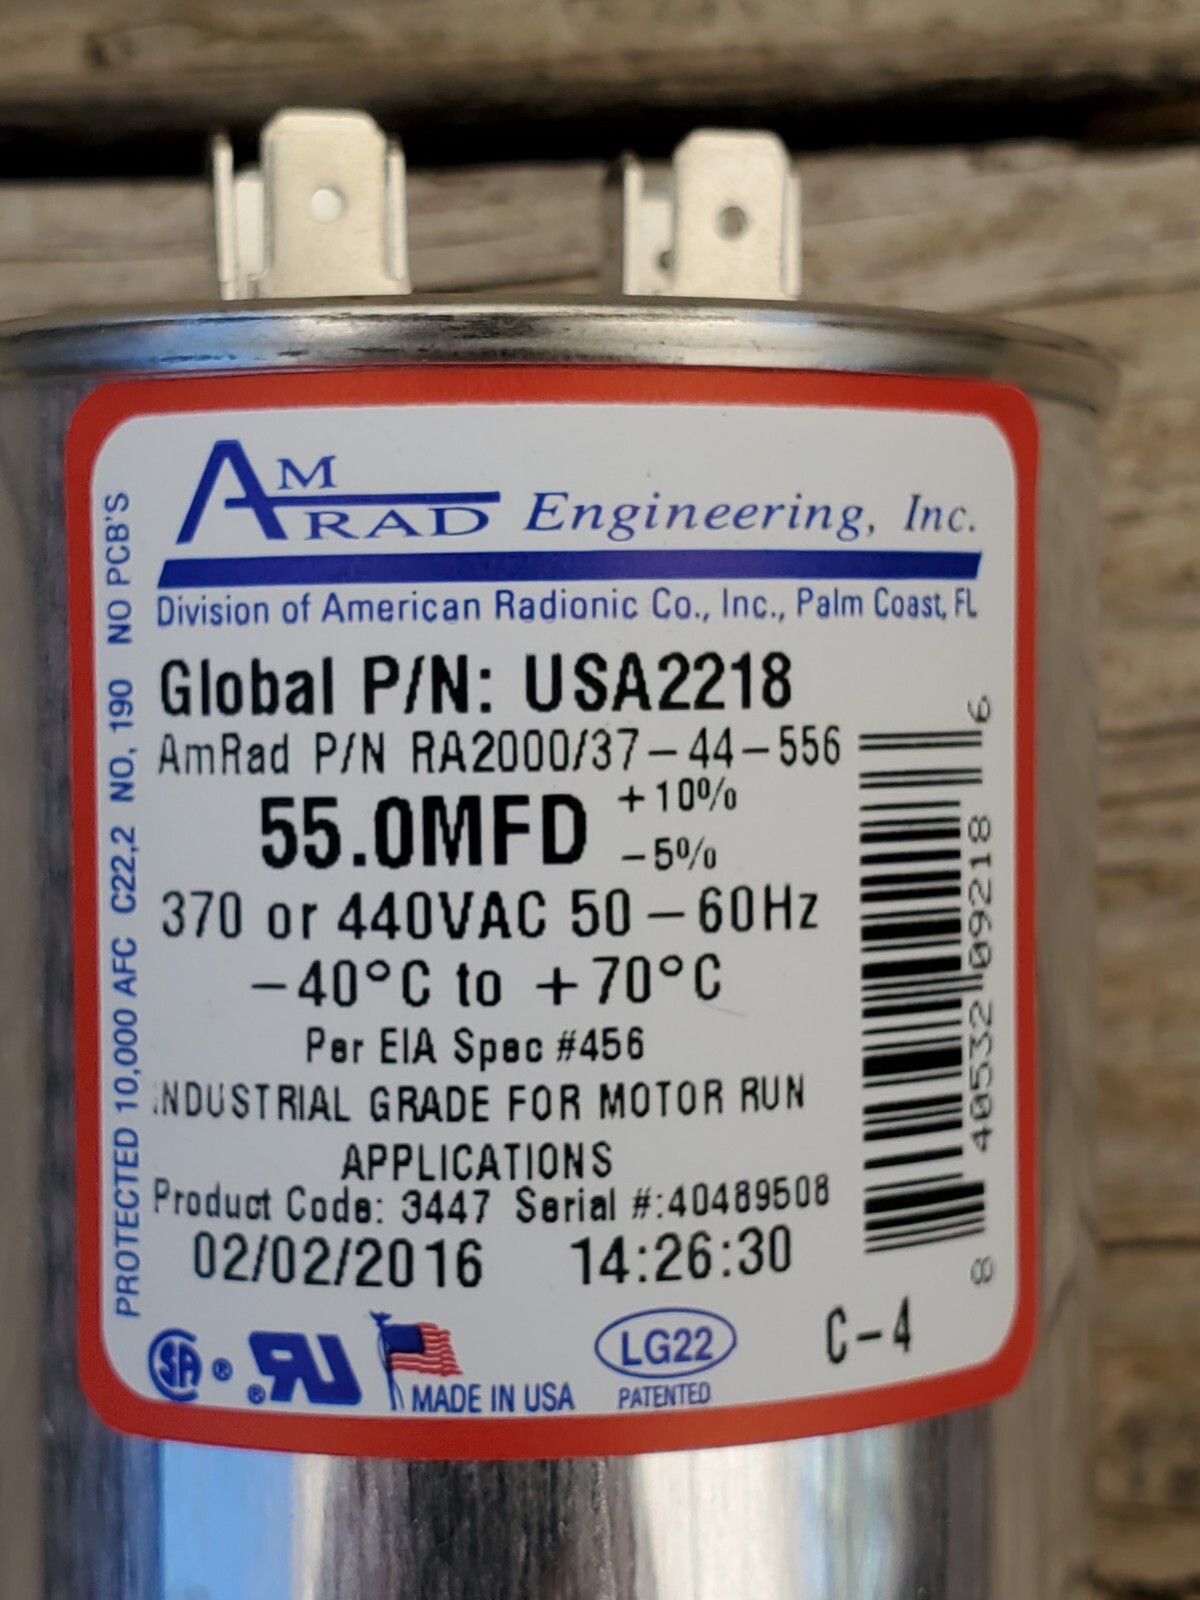 AM
RAD Engineering, Inc.
Division of American Radionic Co., Inc., Palm Coast, FL
Global P/N: USA2218
AmRad P/N RA2000/37-44-556
55.0MFD +10%
-5%
370 or 440VAC 50-60Hz
-40°C to +70°C
Per EIA Spec #456
INDUSTRIAL GRADE FOR MOTOR RUN
APPLICATIONS
Product Code: 3447 Serial #:40489508
02/02/2016 14:26:30
C-4
SA®
®RU
MADE IN USA
LG22
PATENTED
PROTECTED 10,000 AFC C22,2 NO, 190 NO PCB'S
8 40532 09218 6